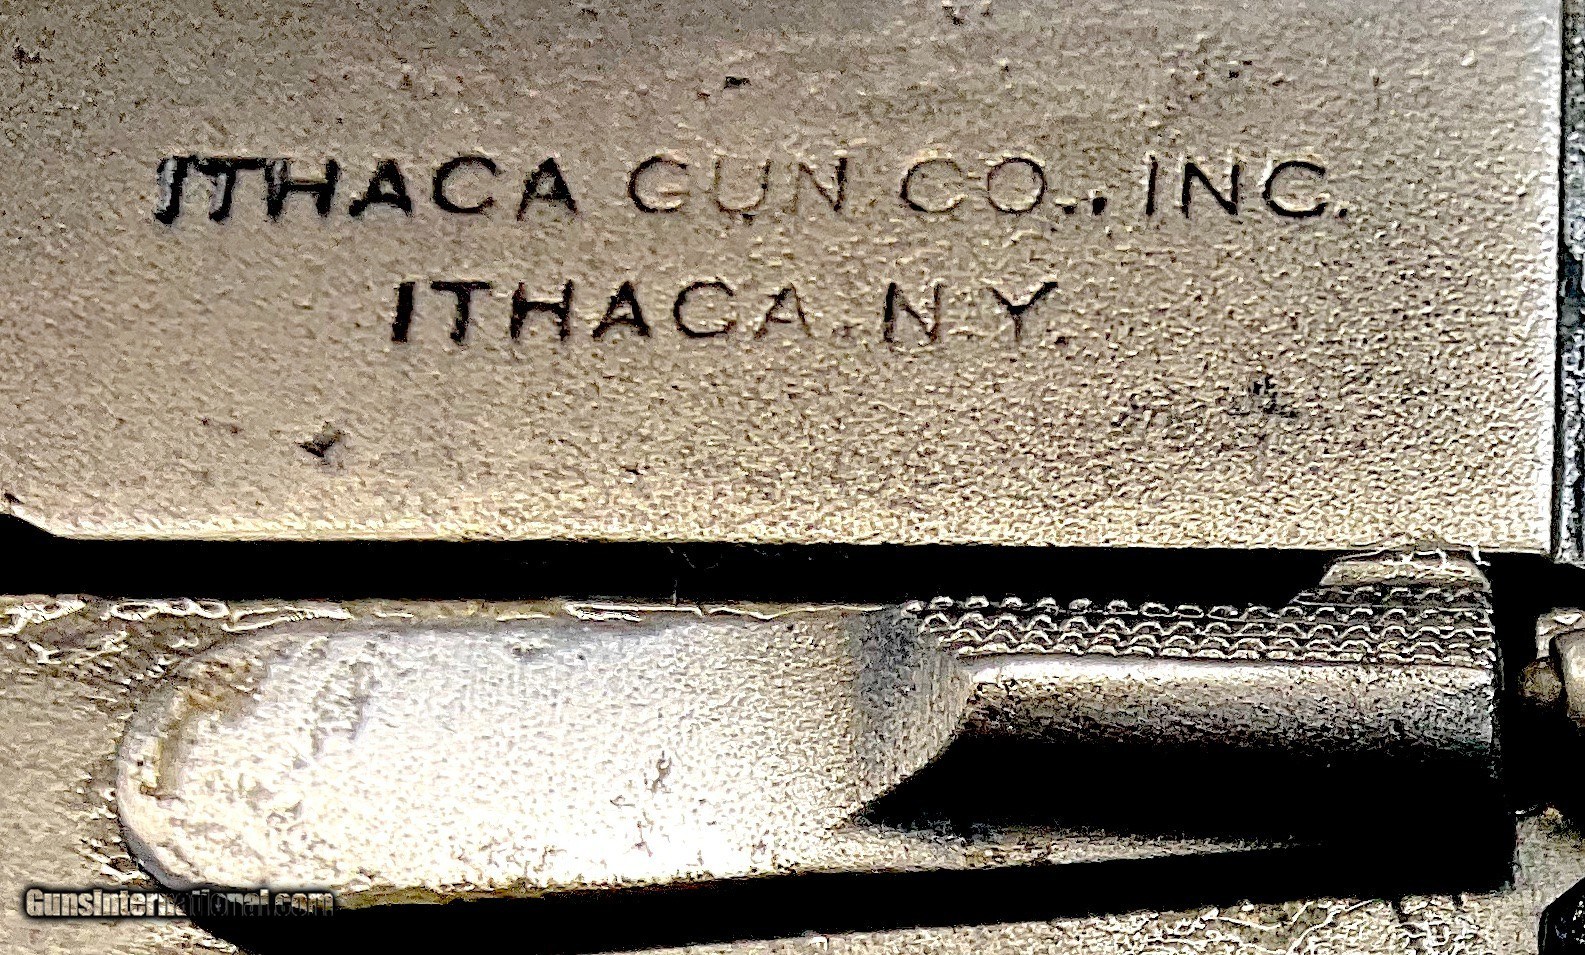 ITHACA GUN CO., INC.
ITHACA. N.Y.
GunsInternational.com